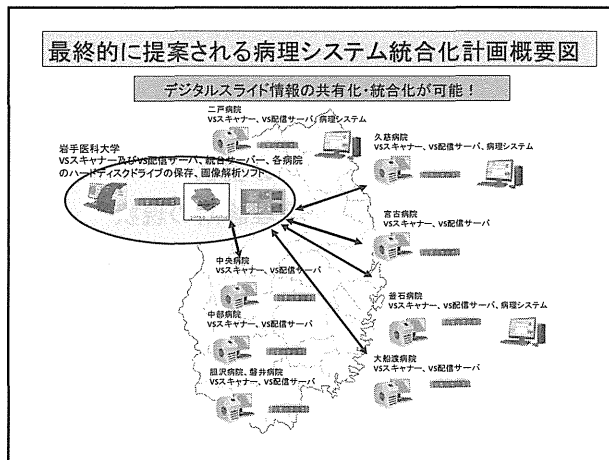 最終的に提案される病理システム統合化計画概要図
デジタルスライド情報の共有化・統合化が可能！
二戸病院
VSスキャナー、VS配信サーバ、病理システム
久慈病院
VSスキャナー、VS配信サーバ、病理システム
岩手医科大学
VSスキャナー及びVS配信サーバ、統合サーバー、各病院
のハードディスクドライブの保存、画像解析ソフト
宮古病院
VSスキャナー、VS配信サーバ
中央病院
VSスキャナー、VS配信サーバ
釜石病院
VSスキャナー、VS配信サーバ、病理システム
中部病院
VSスキャナー、VS配信サーバ
大船渡病院
VSスキャナー、VS配信サーバ
胆沢病院、磐井病院
VSスキャナー、VS配信サーバ